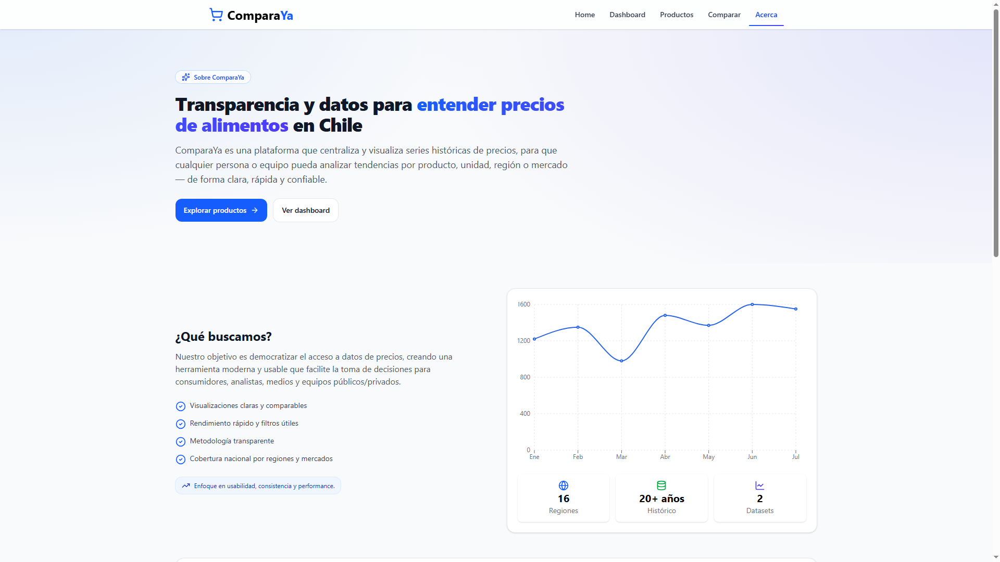 ComparaYa
Home
Dashboard
Productos
Comparar
Acerca
Sobre ComparaYa
Transparencia y datos para entender precios
de alimentos en Chile
ComparaYa es una plataforma que centraliza y visualiza series históricas de precios, para que
cualquier persona o equipo pueda analizar tendencias por producto, unidad, región o mercado
— de forma clara, rápida y confiable.
Explorar productos
Ver dashboard
¿Qué buscamos?
Nuestro objetivo es democratizar el acceso a datos de precios, creando una
herramienta moderna y usable que facilite la toma de decisiones para
consumidores, analistas, medios y equipos públicos/privados.
Visualizaciones claras y comparables
Rendimiento rápido y filtros útiles
Metodología transparente
Cobertura nacional por regiones y mercados
Enfoque en usabilidad, consistencia y performance.
1600
1200
800
400
0
Ene
Feb
Mar
Abr
May
Jun
Jul
16
Regiones
20+ años
Histórico
2
Datasets